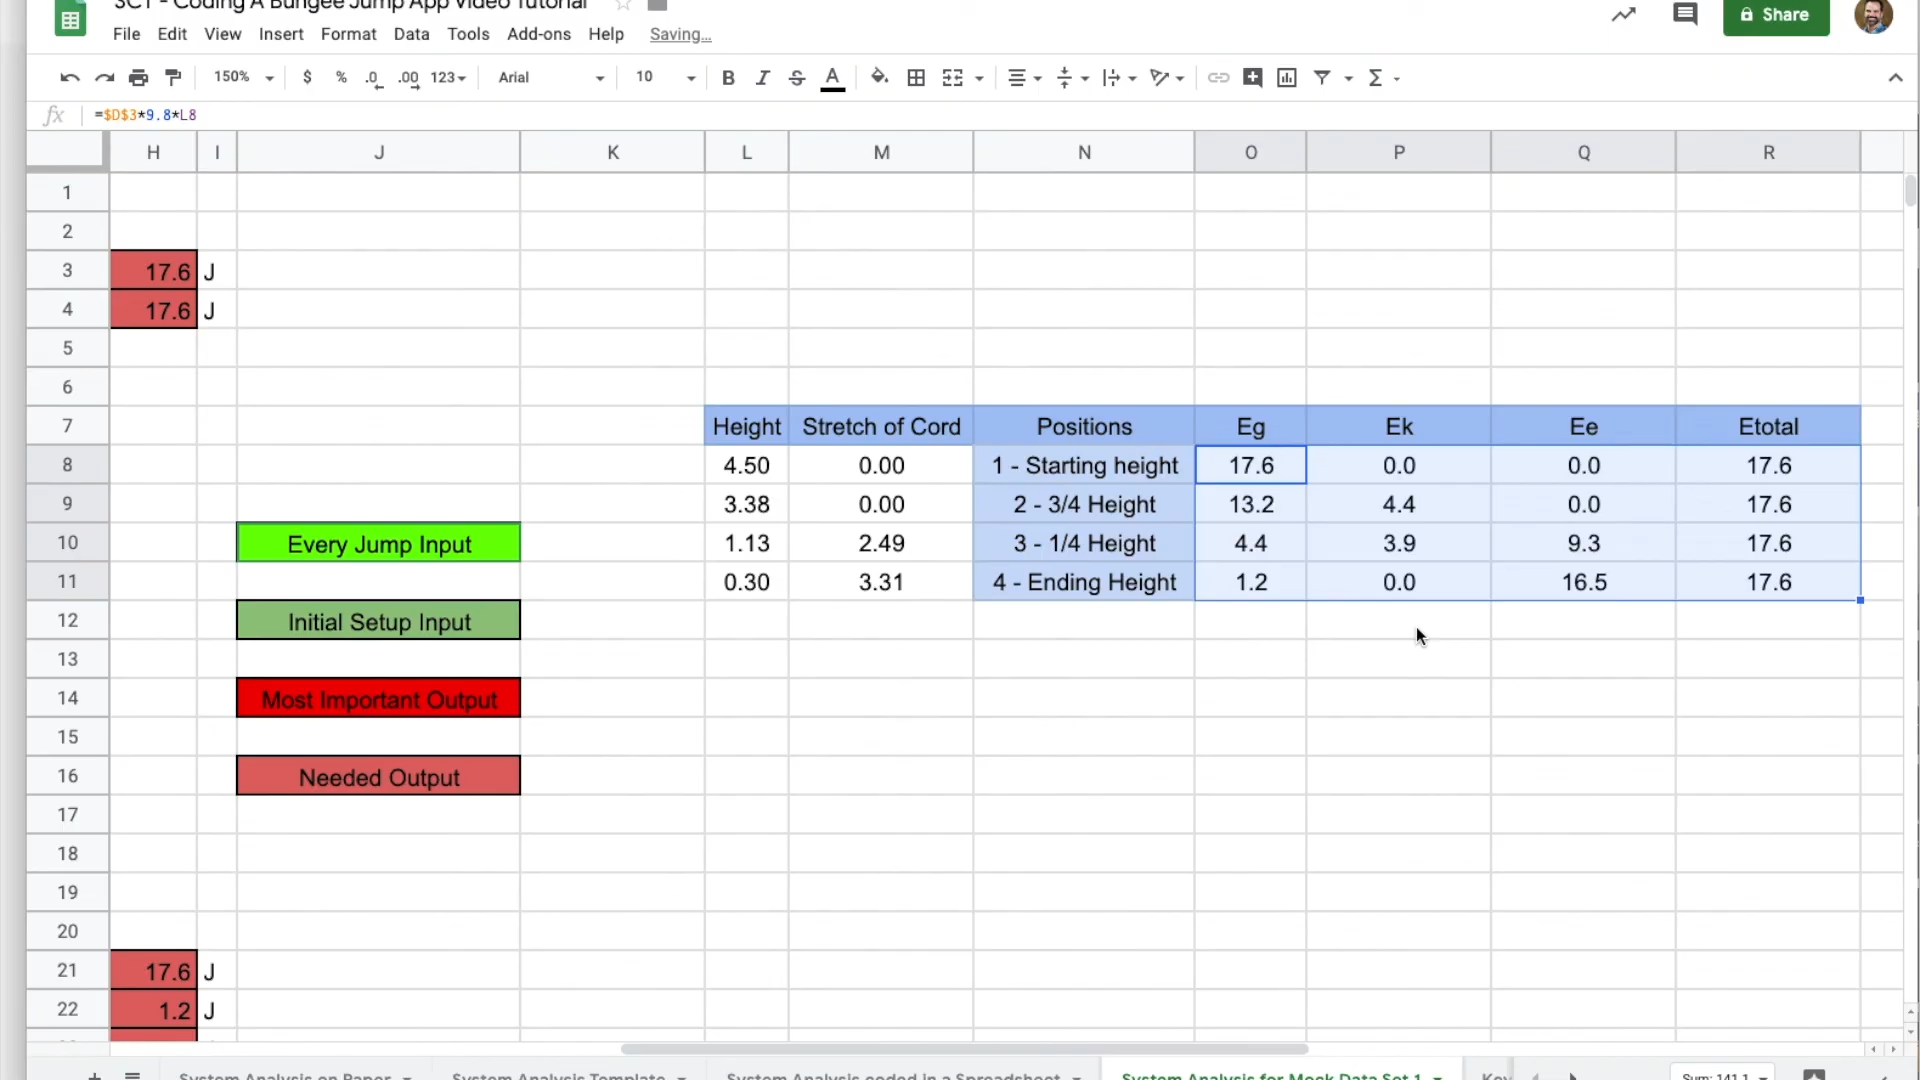 SCT - Coding A Bungee Jump App Video Tutorial
File Edit View Insert Format Data Tools Add-ons Help Saving... Share
150% $ % .0 .00 123 Arial 10 B I S A Σ
fx =$D$3*9.8*L8
H I J K L M N O P Q R
1
2
3 17.6 J
4 17.6 J
5
6
7 Height Stretch of Cord Positions Eg Ek Ee Etotal
8 4.50 0.00 1 - Starting height 17.6 0.0 0.0 17.6
9 3.38 0.00 2 - 3/4 Height 13.2 4.4 0.0 17.6
10 Every Jump Input 1.13 2.49 3 - 1/4 Height 4.4 3.9 9.3 17.6
11 0.30 3.31 4 - Ending Height 1.2 0.0 16.5 17.6
12 Initial Setup Input
13
14 Most Important Output
15
16 Needed Output
17
18
19
20
21 17.6 J
22 1.2 J
+ System Analysis on Paper System Analysis Template System Analysis coded in a Spreadsheet System Analysis for Mock Data Set 1 Key Sum: 141.1